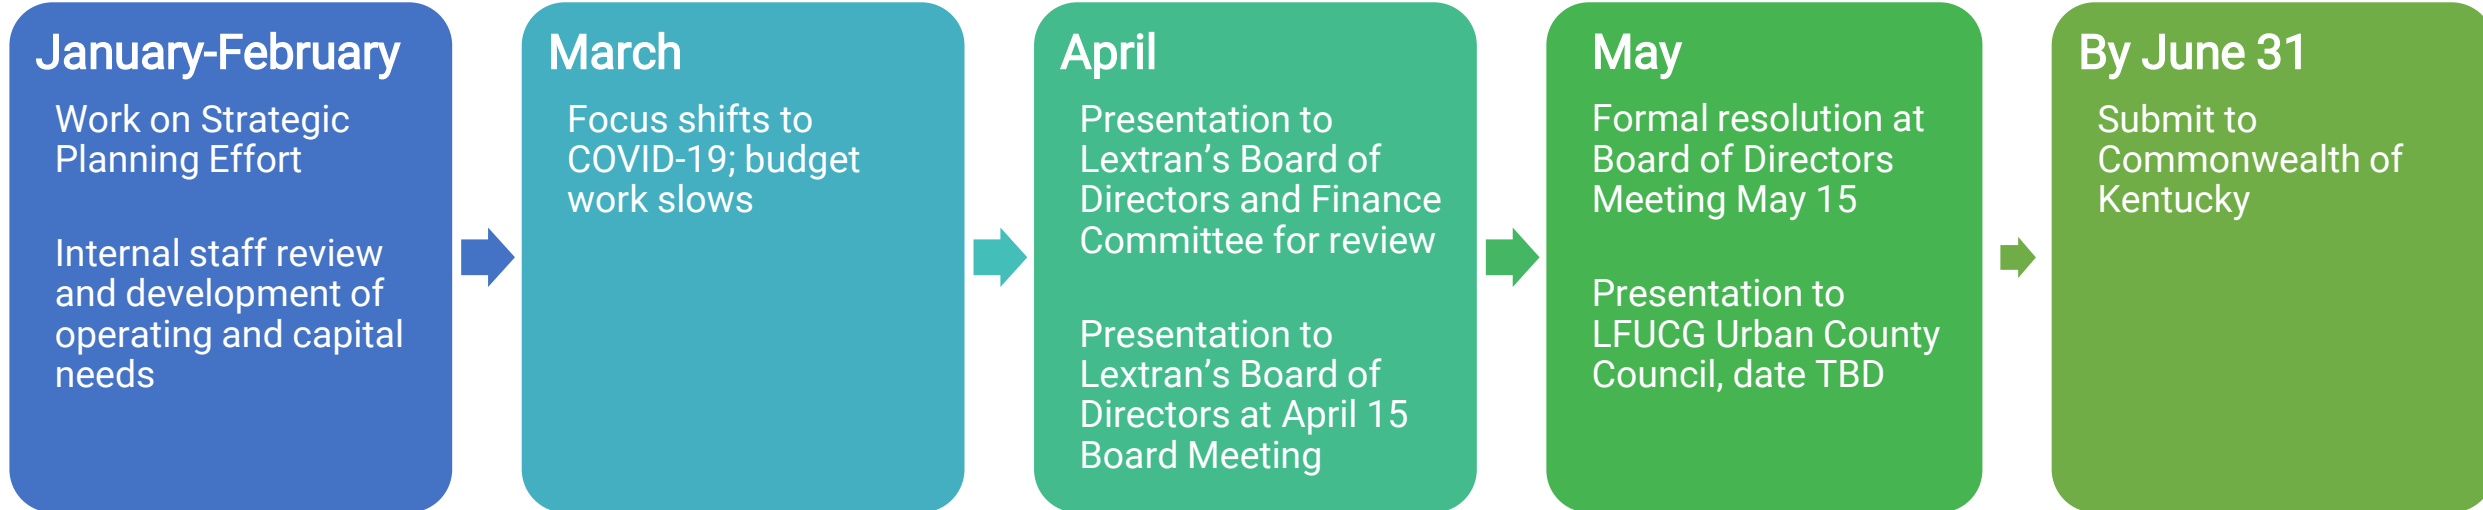 January-February
Work on Strategic
Planning Effort
Internal staff review
and development of
operating and capital
needs
March
Focus shifts to
COVID-19; budget
work slows
April
Presentation to
Lextran’s Board of
Directors and Finance
Committee for review
Presentation to
Lextran’s Board of
Directors at April 15
Board Meeting
May
Formal resolution at
Board of Directors
Meeting May 15
Presentation to
LFUCG Urban County
Council, date TBD
By June 31
Submit to
Commonwealth of
Kentucky